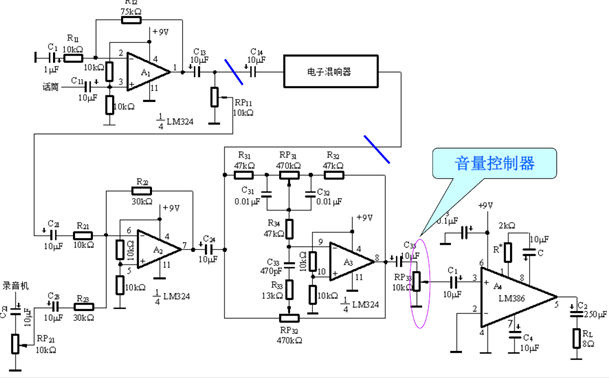 R12
75kΩ
+9V
C1
1μF
R11
10kΩ
10kΩ
2
3
4
1
11
A1
C13
10μF
C14
10μF
电子混响器
话筒
C11
10μF
10kΩ
1/4 LM324
RP11
10kΩ
R22
30kΩ
+9V
C21
10μF
R21
10kΩ
10kΩ
6
5
4
7
11
A2
C24
10μF
10kΩ
1/4 LM324
录音机
C22
10μF
C23
10μF
R23
30kΩ
RP21
10kΩ
R31
47kΩ
RP31
470kΩ
R32
47kΩ
C31
0.01μF
C32
0.01μF
R34
47kΩ
+9V
C33
470pF
R33
13kΩ
10kΩ
10kΩ
9
10
4
8
11
A3
1/4 LM324
RP32
470kΩ
音量控制器
10μF
RP33
10kΩ
C1
10μF
0.1μF
+9V
2kΩ
R*
10μF
C
6
1
8
3
2
4
7
5
A4
LM386
C4
10μF
C2
250μF
RL
8Ω